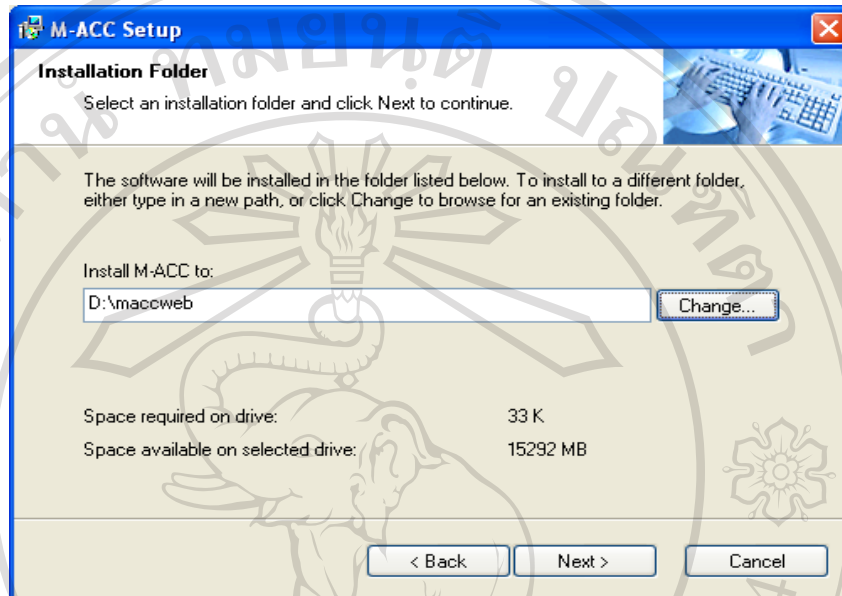 M-ACC Setup
Installation Folder
Select an installation folder and click Next to continue.
The software will be installed in the folder listed below. To install to a different folder,
either type in a new path, or click Change to browse for an existing folder.
Install M-ACC to:
D:\maccweb
Change...
Space required on drive: 33 K
Space available on selected drive: 15292 MB
< Back Next > Cancel